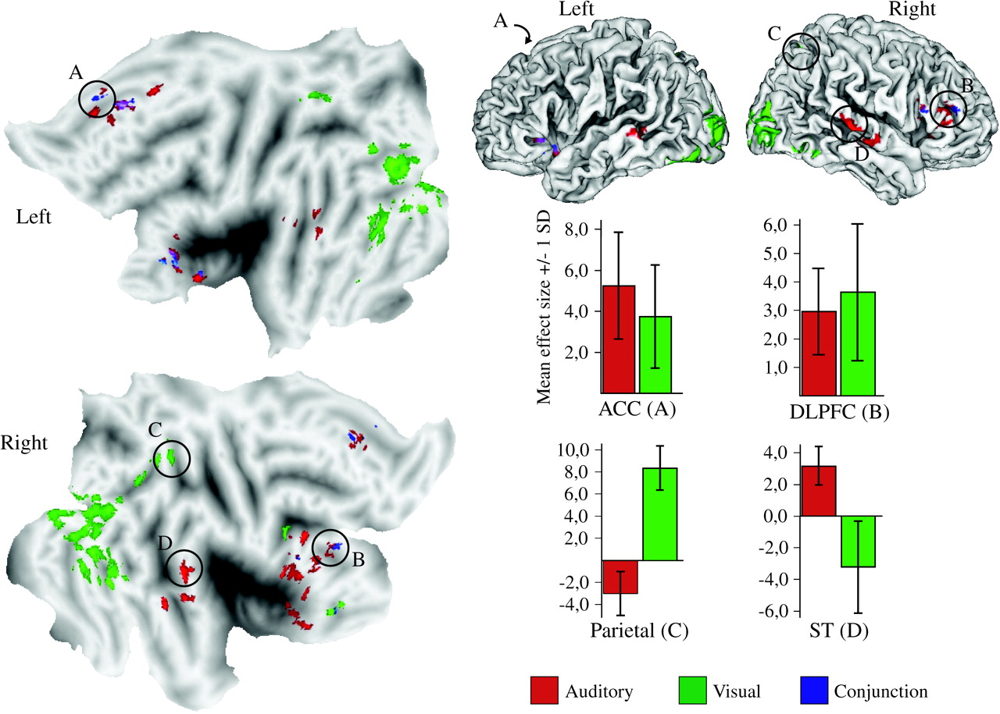 A
Left
Right
C
D
B
A
Left
Right
C
B
D
Mean effect size +/- 1 SD
8,0
6,0
4,0
2,0
ACC (A)
6,0
5,0
4,0
3,0
2,0
1,0
DLPFC (B)
10,0
8,0
6,0
4,0
2,0
-2,0
-4,0
Parietal (C)
4,0
2,0
0,0
-2,0
-4,0
-6,0
ST (D)
Auditory
Visual
Conjunction